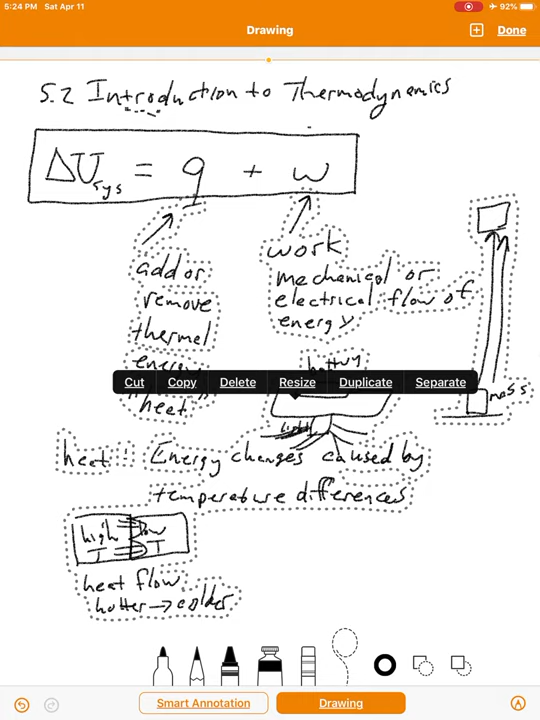 5:24 PM Sat Apr 11 92%
Drawing Done
5.2 Introduction to Thermodynamics
ΔUsys = q + w
add or
remove
thermal
energy
"heat"
work
mechanical or
electrical flow of
energy
battery
light
mass
Cut Copy Delete Resize Duplicate Separate
heat!! Energy changes caused by
temperature differences
high low
T T
heat flow
hotter → colder
Smart Annotation Drawing